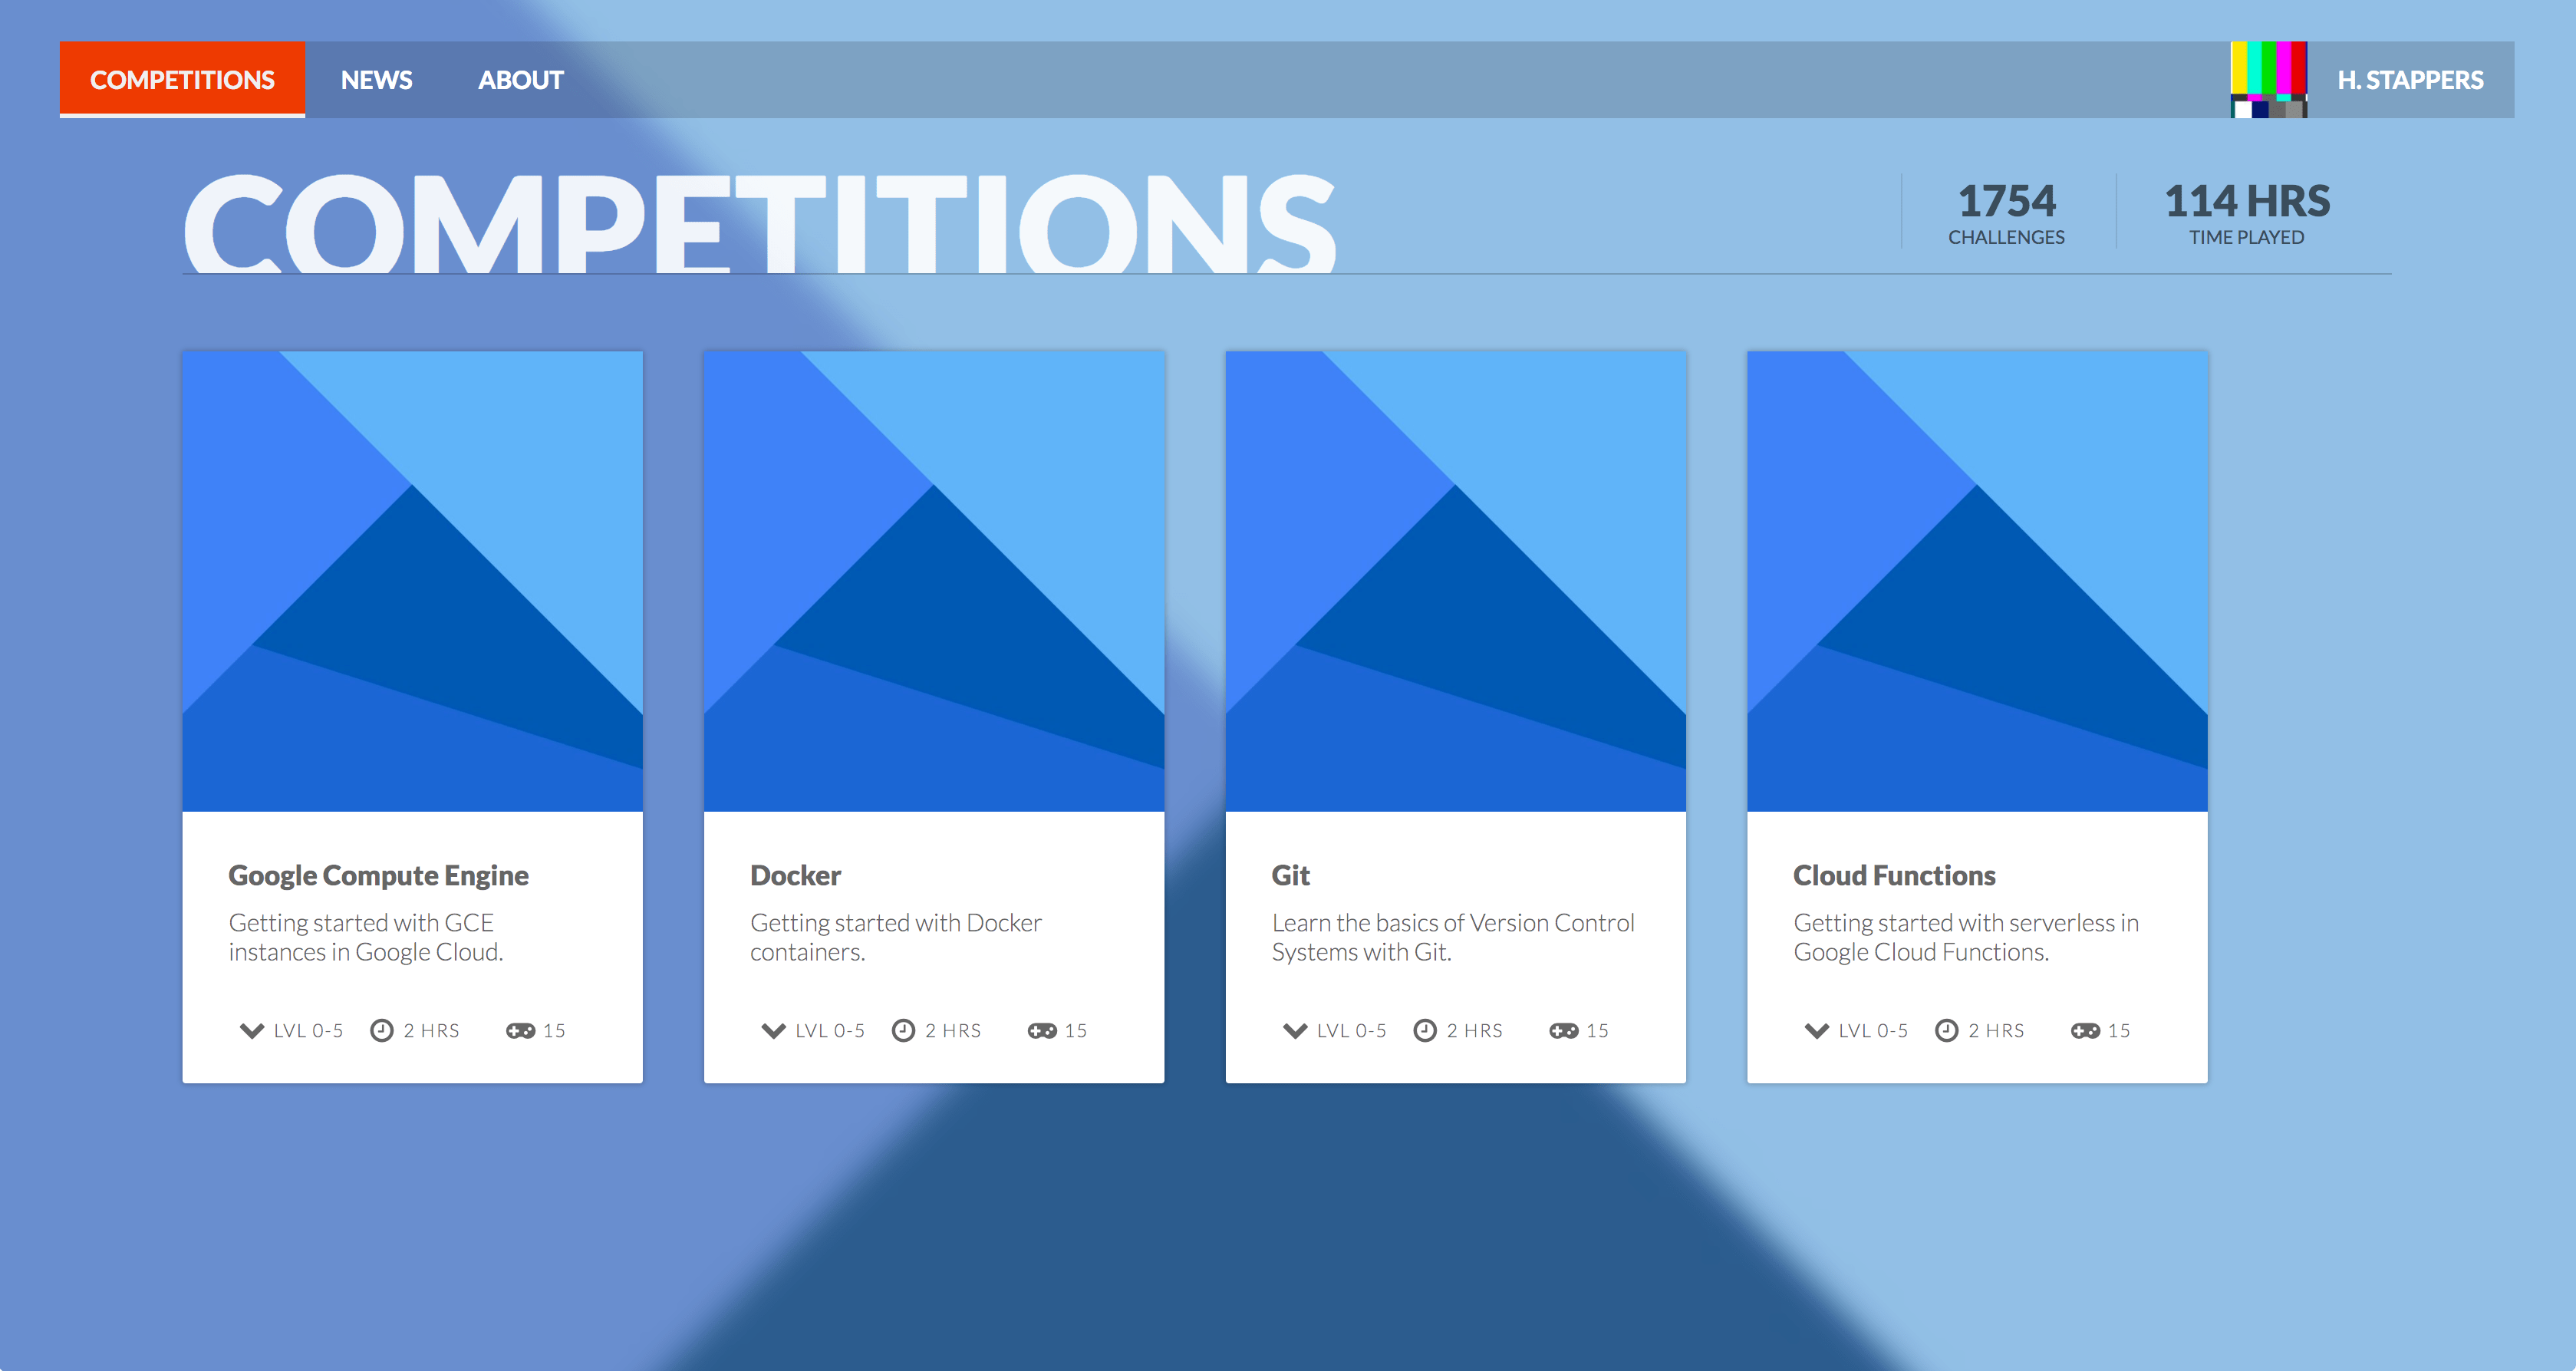 COMPETITIONS
NEWS
ABOUT
H. STAPPERS
COMPETITIONS
1754
CHALLENGES
114 HRS
TIME PLAYED
Google Compute Engine
Getting started with GCE
instances in Google Cloud.
LVL 0-5 2 HRS 15
Docker
Getting started with Docker
containers.
LVL 0-5 2 HRS 15
Git
Learn the basics of Version Control
Systems with Git.
LVL 0-5 2 HRS 15
Cloud Functions
Getting started with serverless in
Google Cloud Functions.
LVL 0-5 2 HRS 15